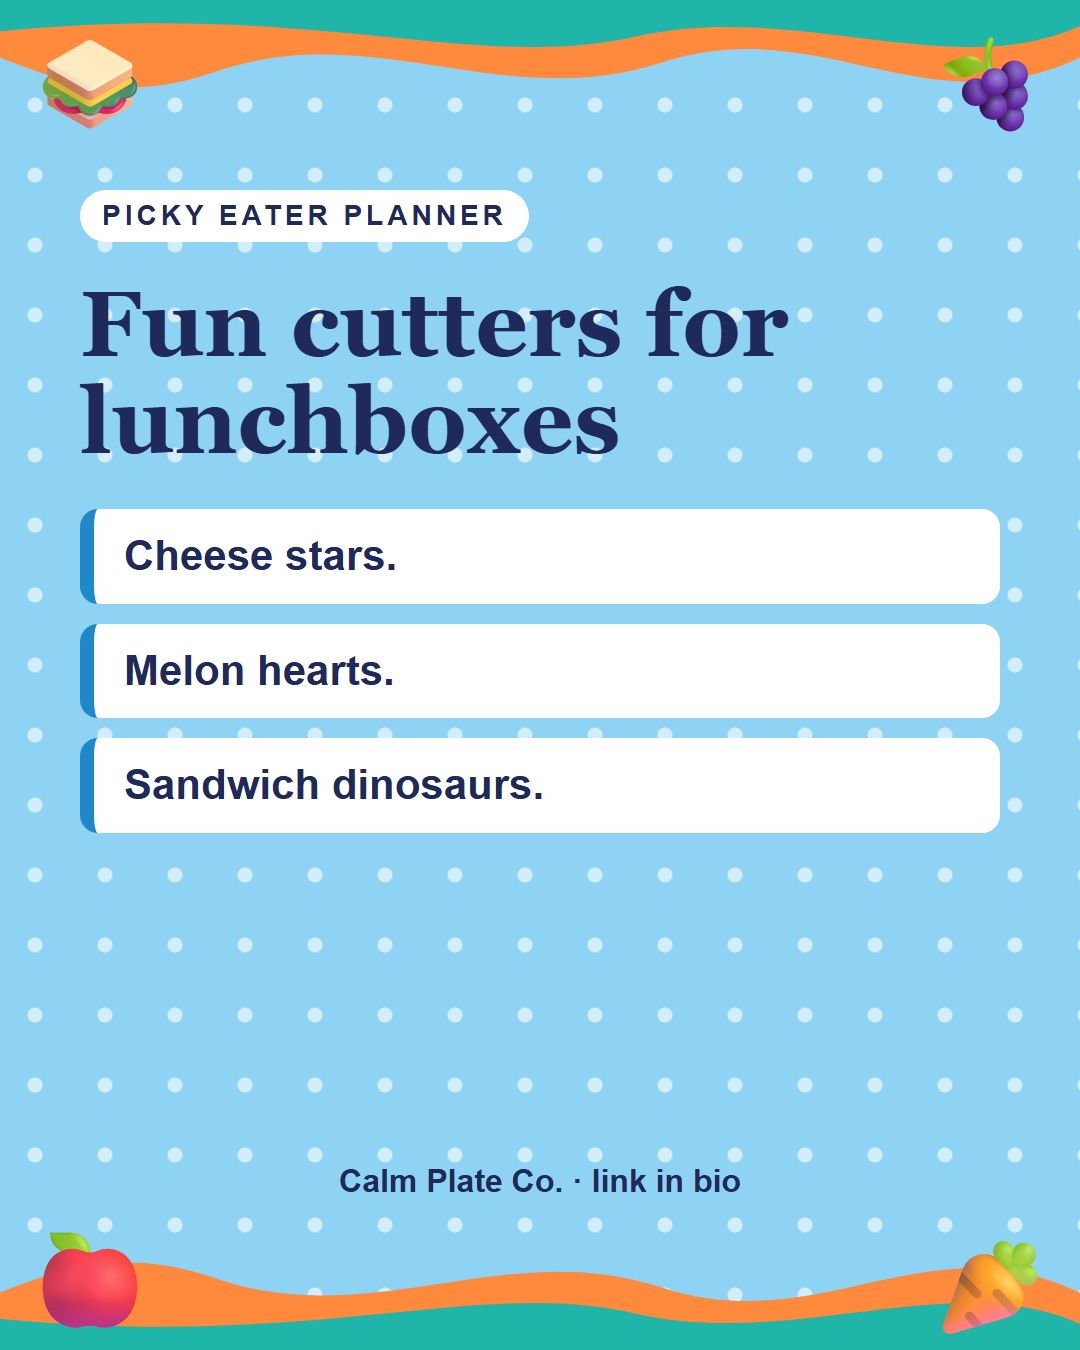 PICKY EATER PLANNER
Fun cutters for
lunchboxes
Cheese stars.
Melon hearts.
Sandwich dinosaurs.
Calm Plate Co. · link in bio